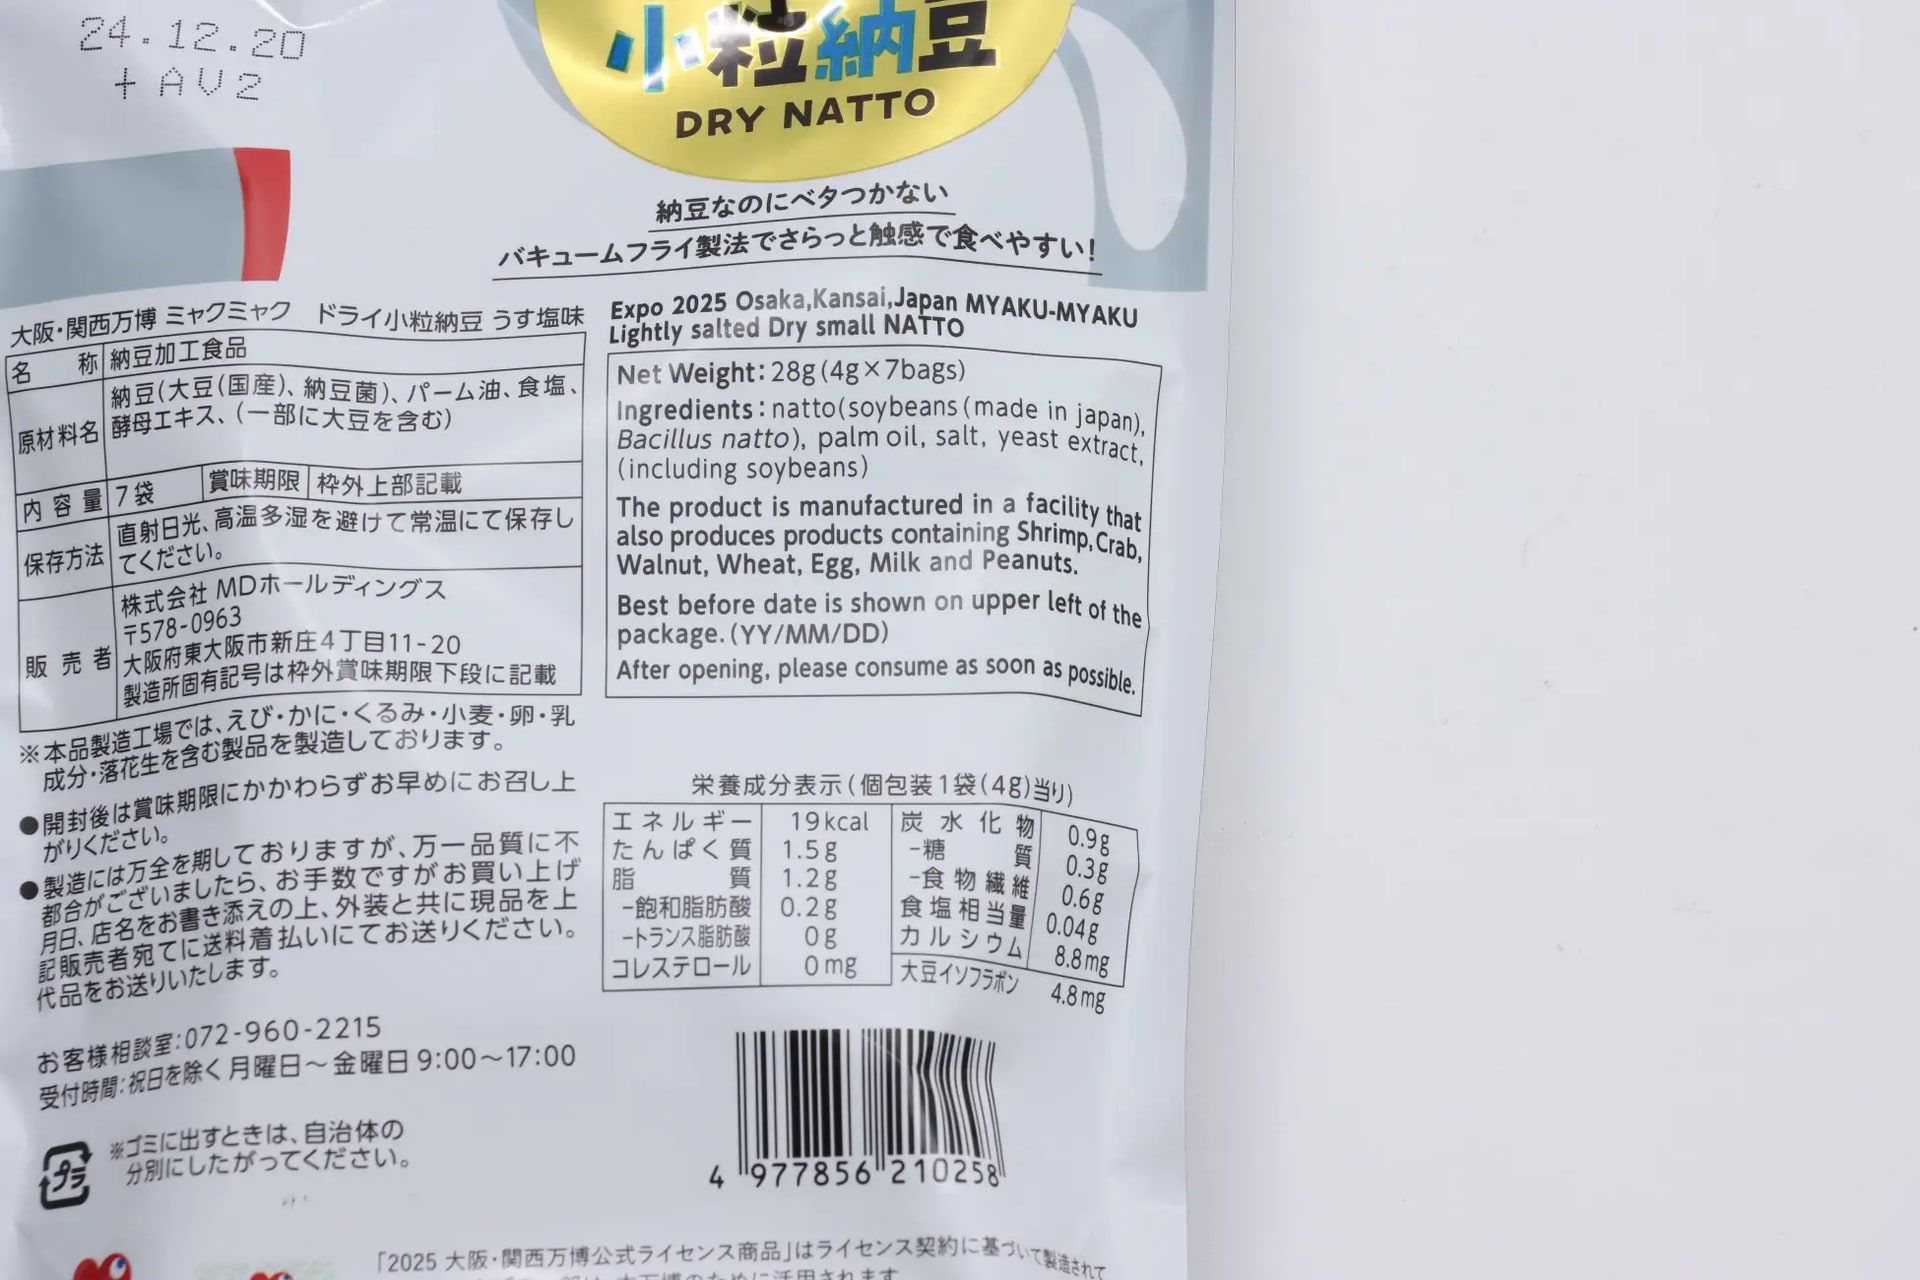 24.12.20
+AV2
小粒納豆
DRY NATTO
納豆なのにベタつかない
バキュームフライ製法でさらっと触感で食べやすい！
大阪・関西万博 ミャクミャク　ドライ小粒納豆 うす塩味
名称 納豆加工食品
原材料名 納豆(大豆(国産)、納豆菌)、パーム油、食塩、
酵母エキス、(一部に大豆を含む)
内容量 7袋 賞味期限 枠外上部記載
保存方法 直射日光、高温多湿を避けて常温にて保存し
てください。
販売者 株式会社 MDホールディングス
〒578-0963
大阪府東大阪市新庄4丁目11-20
製造所固有記号は枠外賞味期限下段に記載
※本品製造工場では、えび・かに・くるみ・小麦・卵・乳
成分・落花生を含む製品を製造しております。
●開封後は賞味期限にかかわらずお早めにお召し上
がりください。
●製造には万全を期しておりますが、万一品質に不
都合がございましたら、お手数ですがお買い上げ
月日、店名をお書き添えの上、外装と共に現品を上
記販売者宛てに送料着払いにてお送りください。
代品をお送りいたします。
お客様相談室:072-960-2215
受付時間:祝日を除く月曜日～金曜日 9:00～17:00
プラ
※ゴミに出すときは、自治体の
分別にしたがってください。
Expo 2025 Osaka,Kansai,Japan MYAKU-MYAKU
Lightly salted Dry small NATTO
Net Weight:28g(4g×7bags)
Ingredients:natto(soybeans(made in japan),
Bacillus natto), palm oil, salt, yeast extract,
(including soybeans)
The product is manufactured in a facility that
also produces products containing Shrimp, Crab,
Walnut, Wheat, Egg, Milk and Peanuts.
Best before date is shown on upper left of the
package.(YY/MM/DD)
After opening, please consume as soon as possible.
栄養成分表示(個包装1袋(4g)当り)
エネルギー 19kcal
たんぱく質 1.5g
脂質 1.2g
-飽和脂肪酸 0.2g
-トランス脂肪酸 0g
コレステロール 0mg
炭水化物 0.9g
-糖質 0.3g
-食物繊維 0.6g
食塩相当量 0.04g
カルシウム 8.8mg
大豆イソフラボン 4.8mg
4 977856 210258
「2025 大阪・関西万博公式ライセンス商品」はライセンス契約に基づいて製造されて